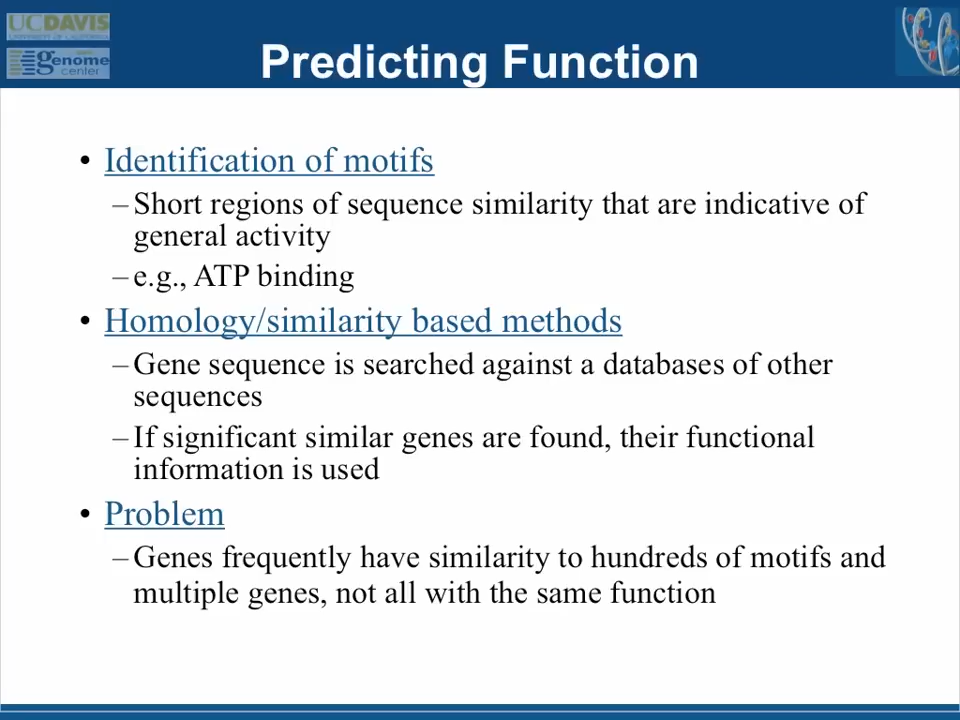 UCDAVIS
UNIVERSITY OF CALIFORNIA
genome
center
Predicting Function
• Identification of motifs
– Short regions of sequence similarity that are indicative of
general activity
– e.g., ATP binding
• Homology/similarity based methods
– Gene sequence is searched against a databases of other
sequences
– If significant similar genes are found, their functional
information is used
• Problem
– Genes frequently have similarity to hundreds of motifs and
multiple genes, not all with the same function